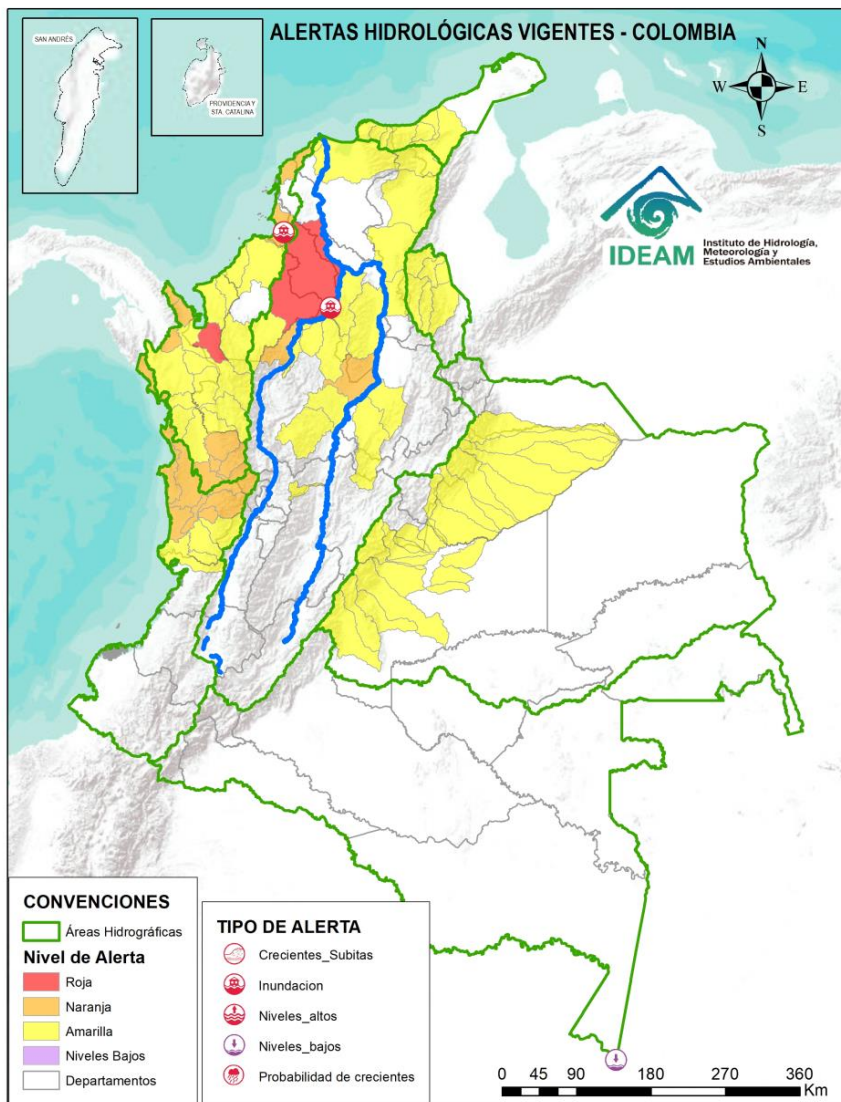 ALERTAS HIDROLÓGICAS VIGENTES - COLOMBIA
SAN ANDRÉS
PROVIDENCIA Y
STA. CATALINA
N
W
E
S
IDEAM
Instituto de Hidrología,
Meteorología y
Estudios Ambientales
CONVENCIONES
Áreas Hidrográficas
Nivel de Alerta
Roja
Naranja
Amarilla
Niveles Bajos
Departamentos
TIPO DE ALERTA
Crecientes_Subitas
Inundacion
Niveles_altos
Niveles_bajos
Probabilidad de crecientes
0 45 90 180 270 360
Km